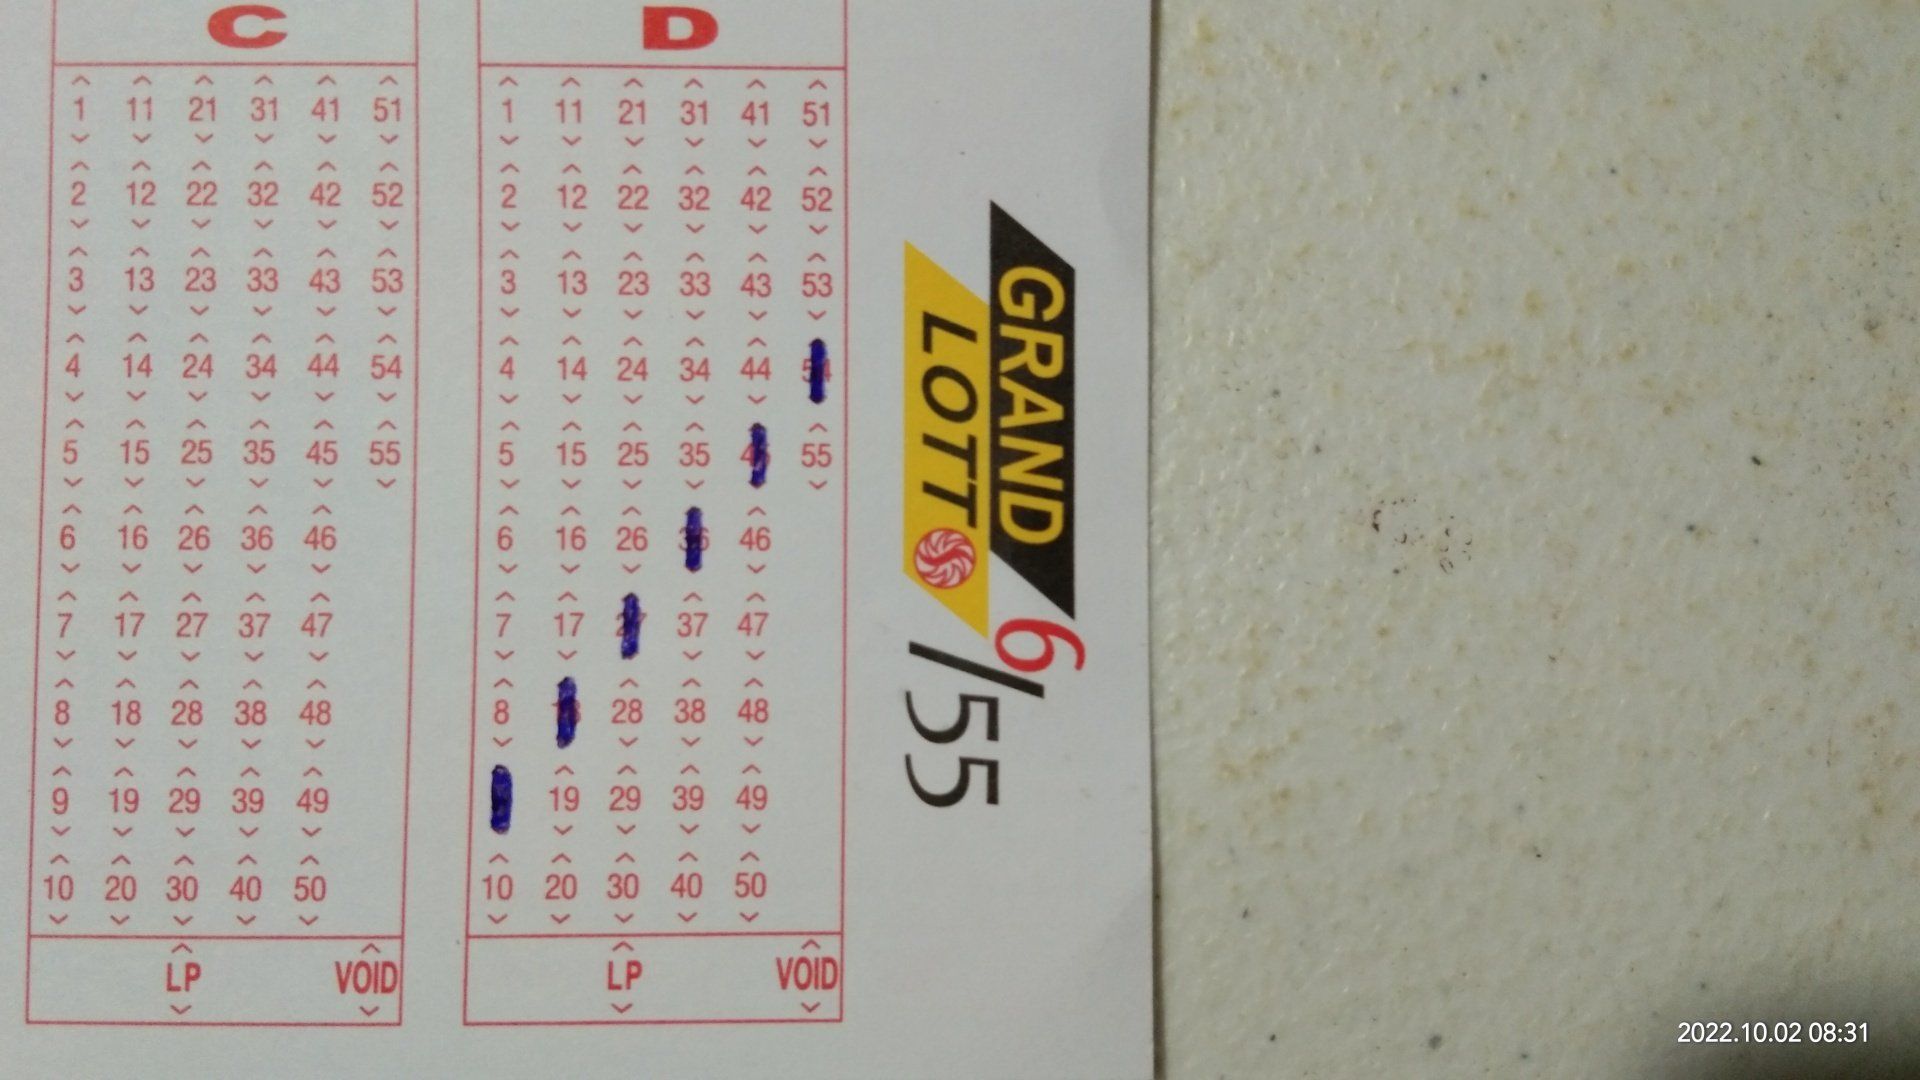 C
1 11 21 31 41 51
2 12 22 32 42 52
3 13 23 33 43 53
4 14 24 34 44 54
5 15 25 35 45 55
6 16 26 36 46
7 17 27 37 47
8 18 28 38 48
9 19 29 39 49
10 20 30 40 50
LP VOID
D
1 11 21 31 41 51
2 12 22 32 42 52
3 13 23 33 43 53
4 14 24 34 44 54
5 15 25 35 45 55
6 16 26 36 46
7 17 27 37 47
8 18 28 38 48
19 29 39 49
10 20 30 40 50
LP VOID
GRAND
LOTT
6/55
2022.10.02 08:31